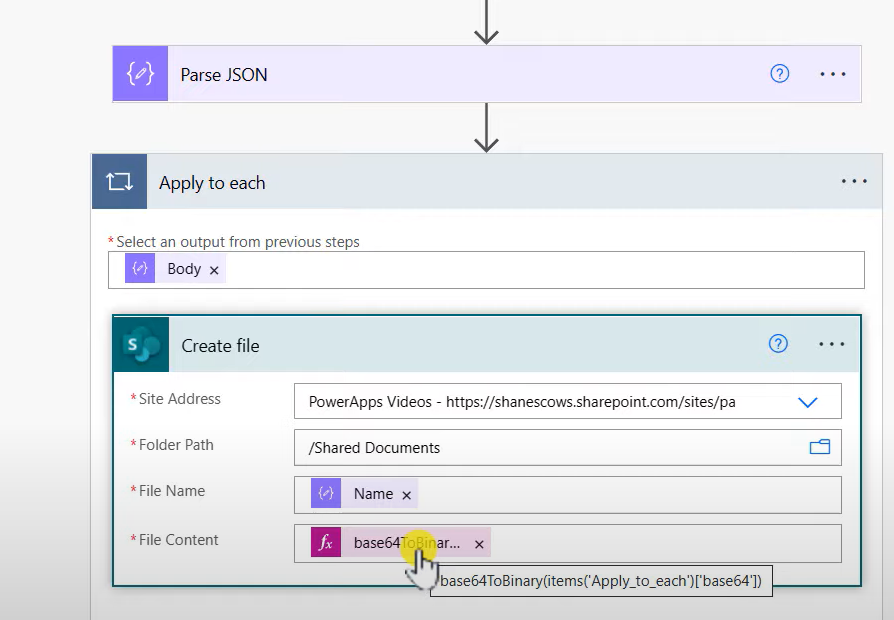 Parse JSON
Apply to each
*Select an output from previous steps
Body ×
Create file
*Site Address
PowerApps Videos - https://shanescows.sharepoint.com/sites/pa
*Folder Path
/Shared Documents
*File Name
Name ×
*File Content
fx base64ToBinar... ×
base64ToBinary(items('Apply_to_each')['base64'])